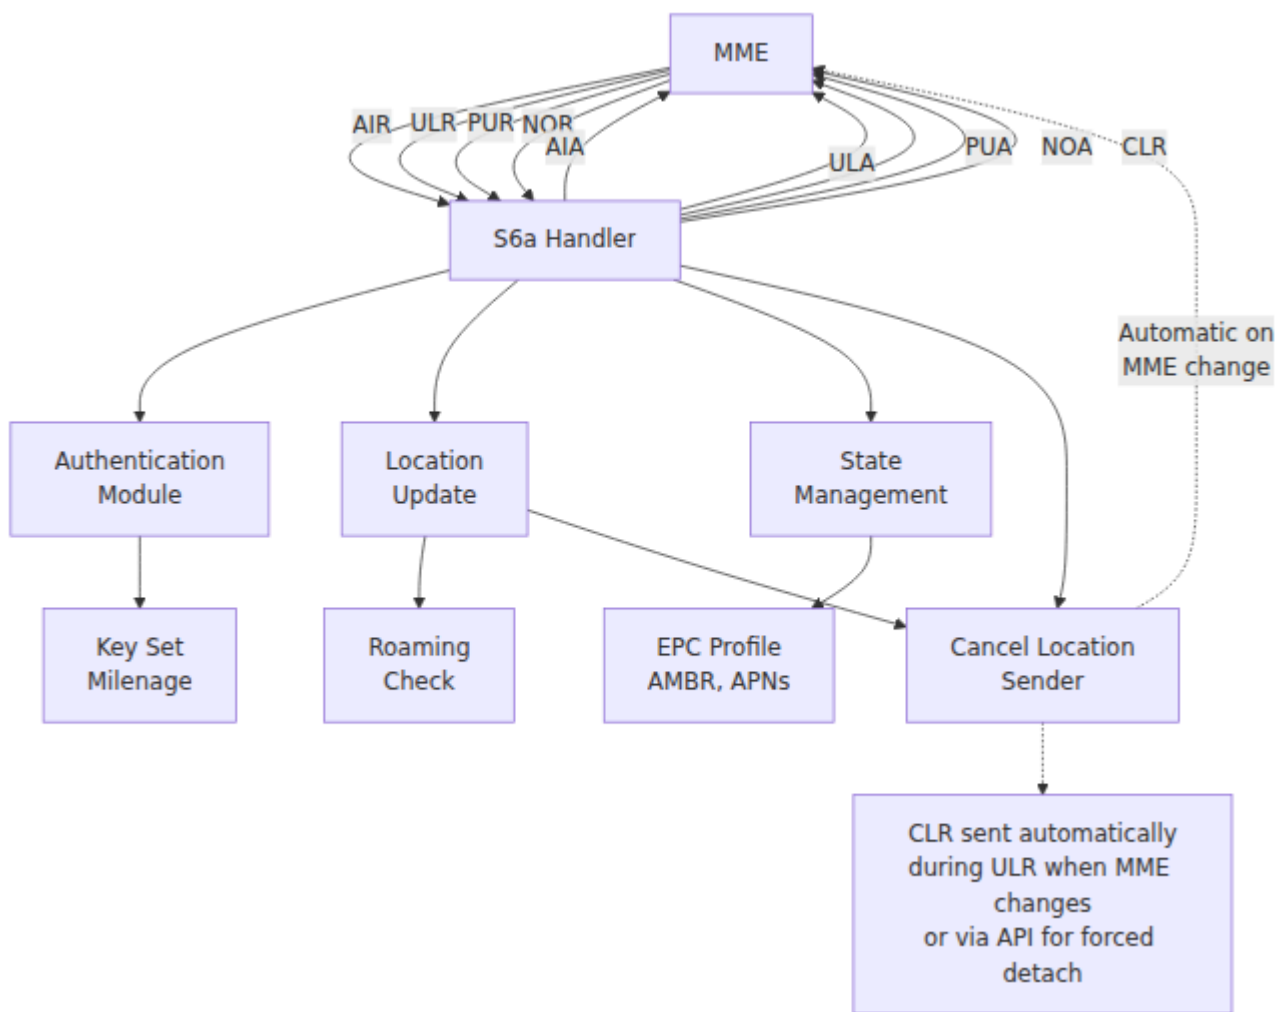 MME
AIR
ULR
PUR
NOR
AIA
ULA
PUA
NOA
CLR
S6a Handler
Automatic on
MME change
Authentication
Module
Location
Update
State
Management
Key Set
Milenage
Roaming
Check
EPC Profile
AMBR, APNs
Cancel Location
Sender
CLR sent automatically
during ULR when MME
changes
or via API for forced
detach